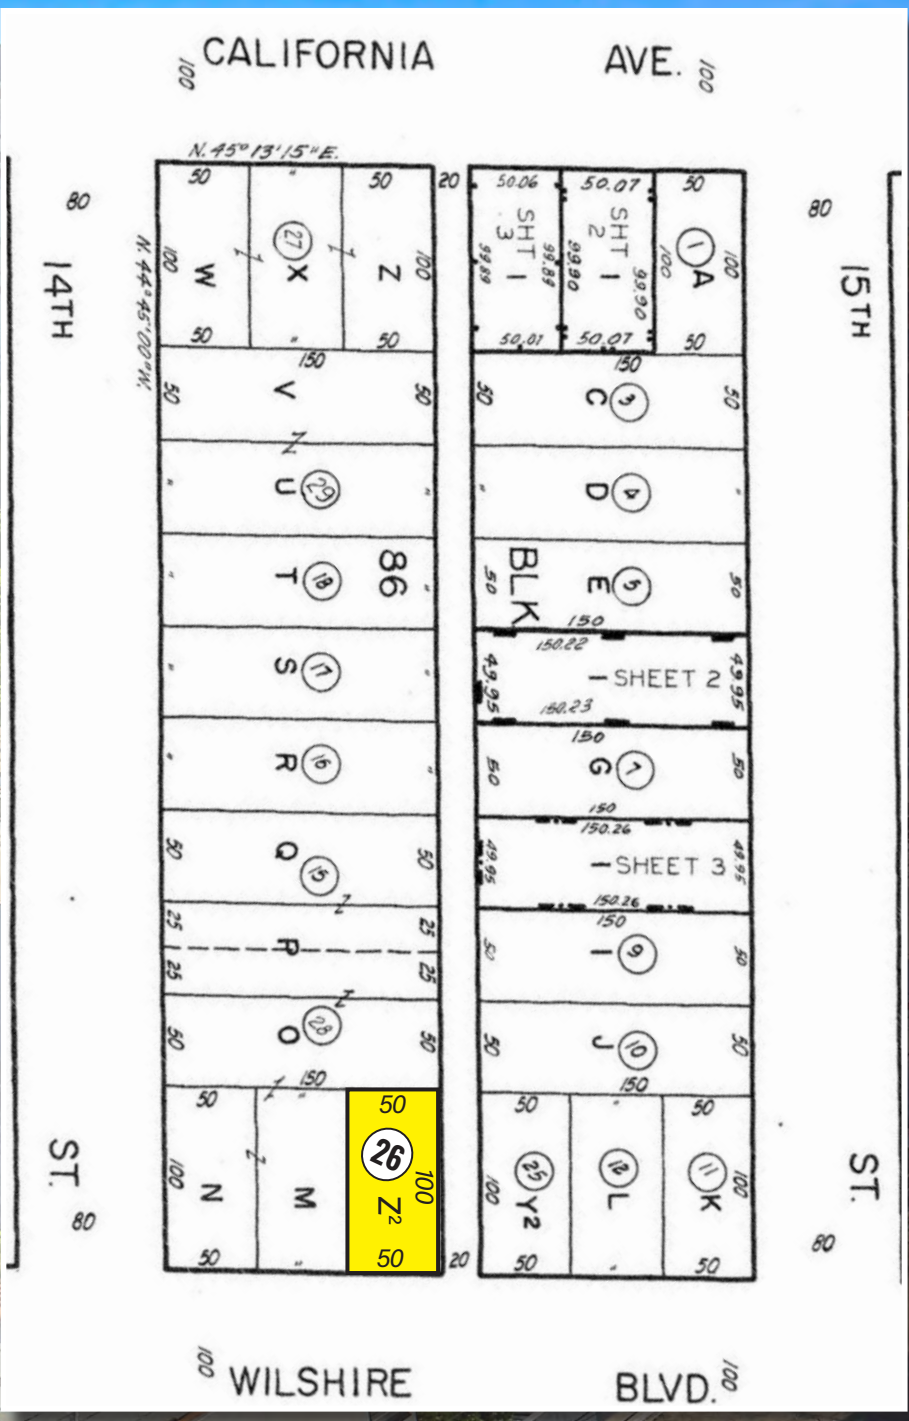 CALIFORNIA AVE.
100 100
N. 45° 13' 15" E.
50 " 50 20 50.06 50.07 50
80 80
14TH 15TH
N. 44° 45' 00" W.
100 W 27 X Z 100
99.89 SHT 3 1 99.89
99.90 SHT 2 1 99.90
1 A 100 100
50 " 50 50.01 50.07 50
150 150
50 V 50 50 C 3 50
" U 29 " " D 4 "
" T 18 86 " 50 BLK. E 5 50
150
150.22
" S 17 " 49.95 – SHEET 2 49.95
150.23
150
" R 16 " 50 G 7 50
150
150.26
50 Q 15 50 49.95 – SHEET 3 49.95
150.26
150
25 25
P
25 25
50 I 9 50
50 O 28 50 50 J 10 50
150 150
50 " 50 50 " 50
100 N M 26 Z² 100
100 25 Y2 12 L 11 K 100
50 " 50 20 50 " 50
ST. ST.
80 80
100 100
WILSHIRE BLVD.